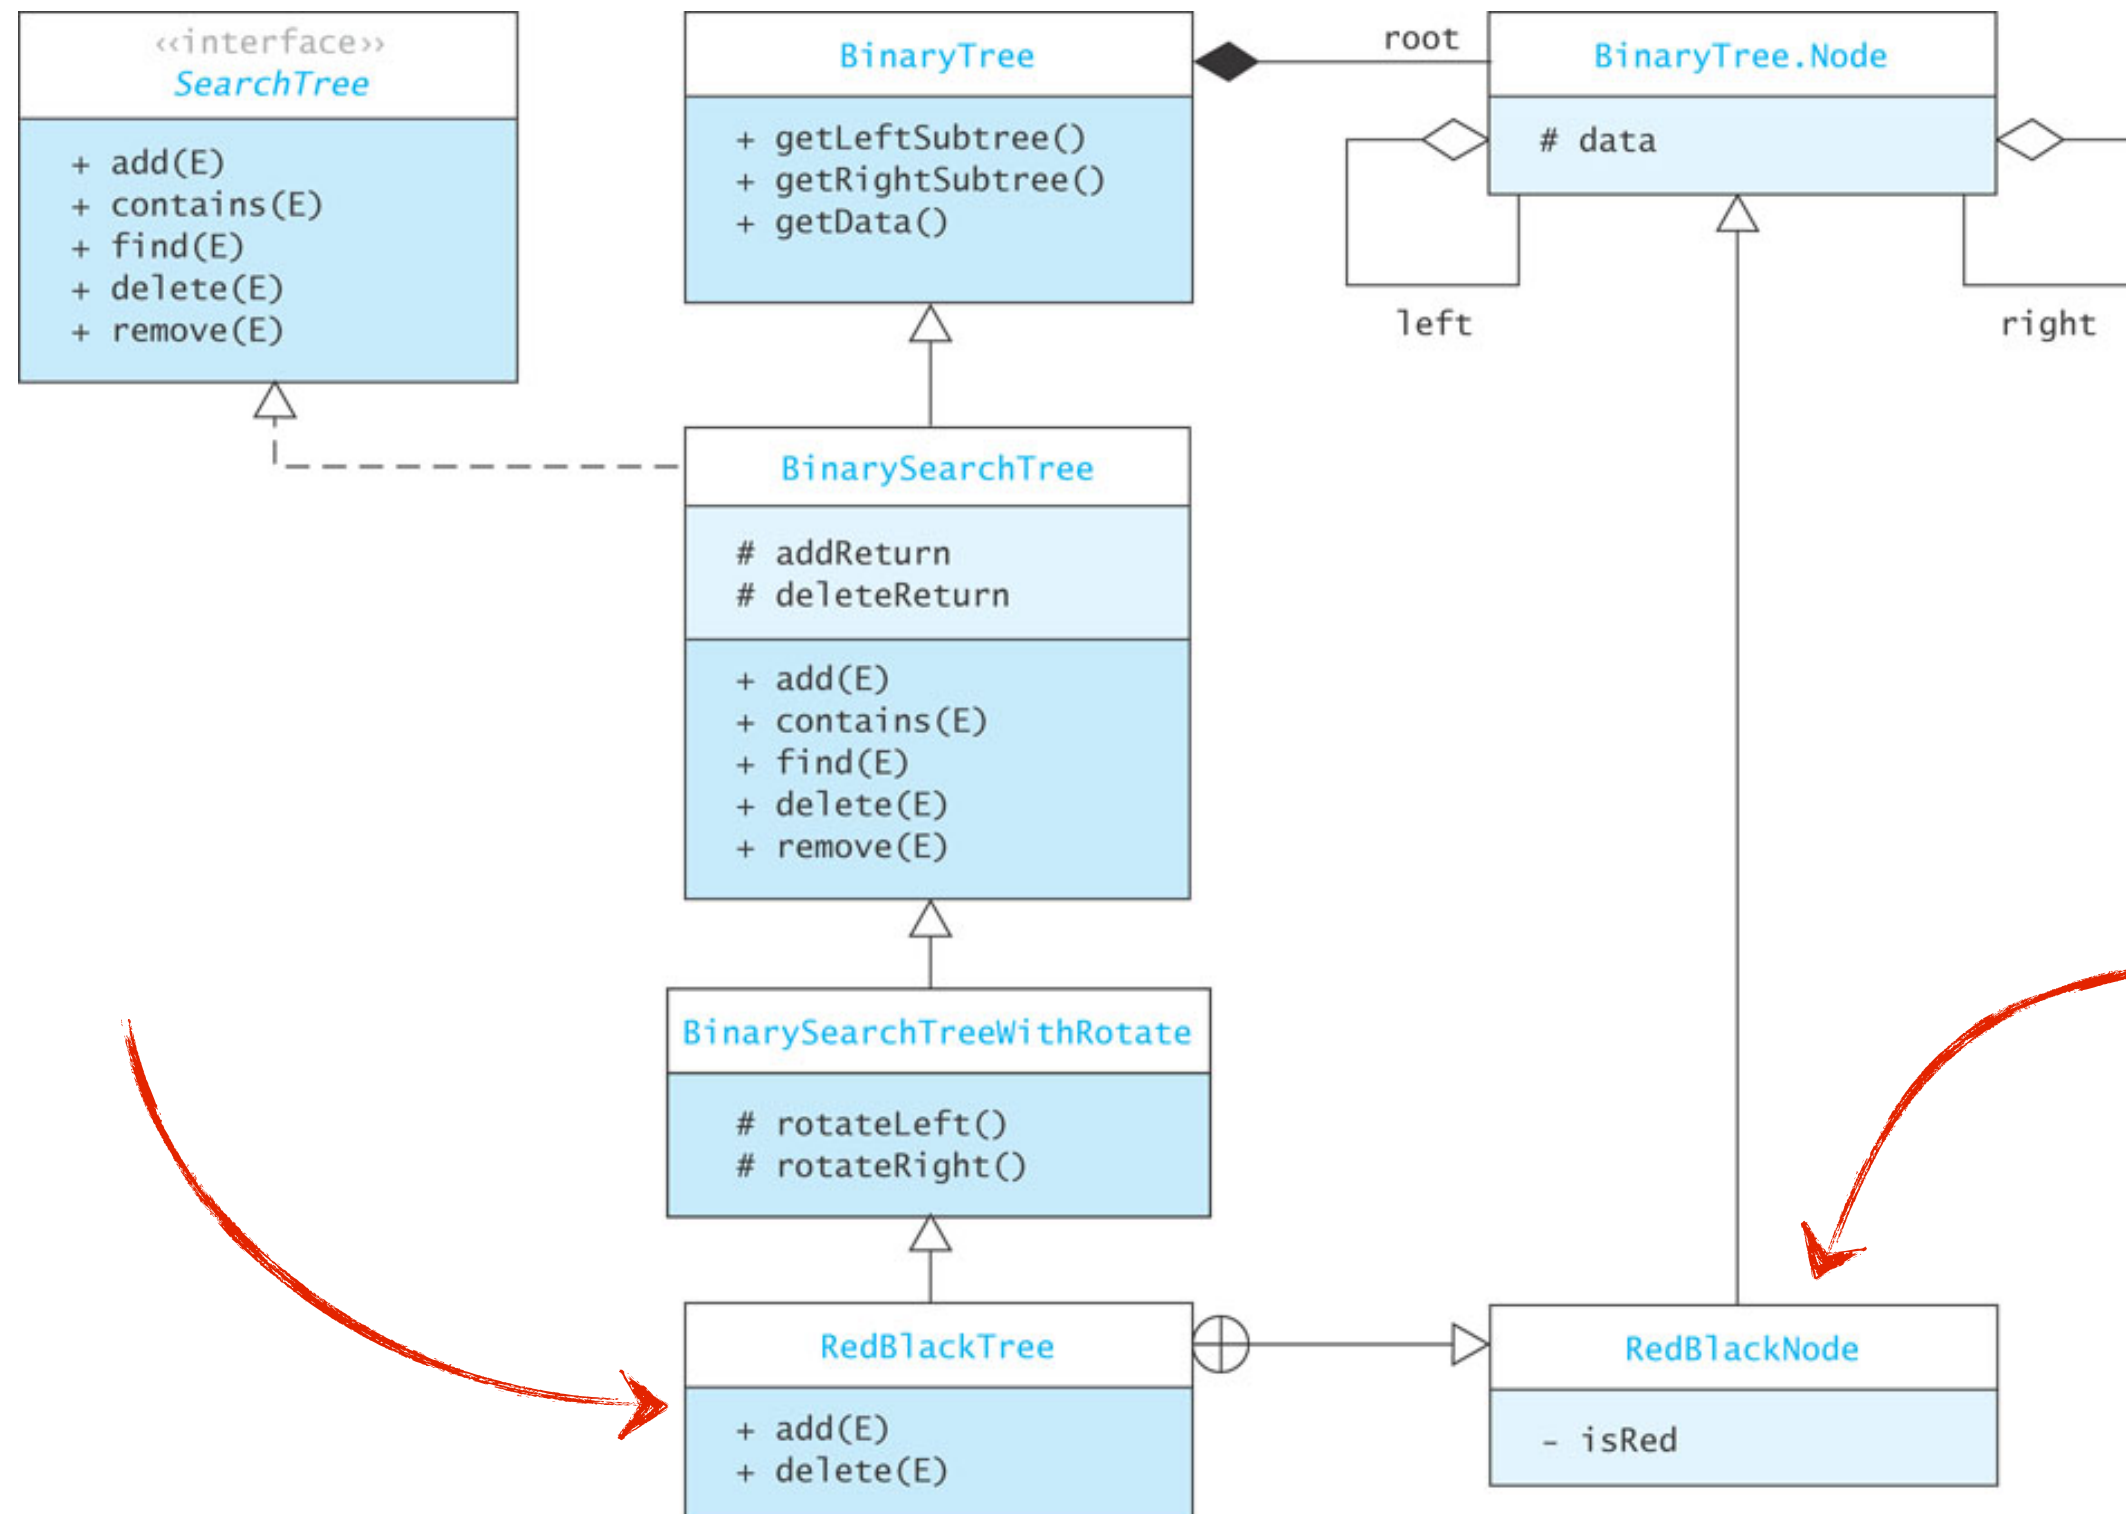 ‹‹interface››
SearchTree
+ add(E)
+ contains(E)
+ find(E)
+ delete(E)
+ remove(E)
BinaryTree
+ getLeftSubtree()
+ getRightSubtree()
+ getData()
root
BinaryTree.Node
# data
left
right
BinarySearchTree
# addReturn
# deleteReturn
+ add(E)
+ contains(E)
+ find(E)
+ delete(E)
+ remove(E)
BinarySearchTreeWithRotate
# rotateLeft()
# rotateRight()
RedBlackTree
+ add(E)
+ delete(E)
RedBlackNode
– isRed